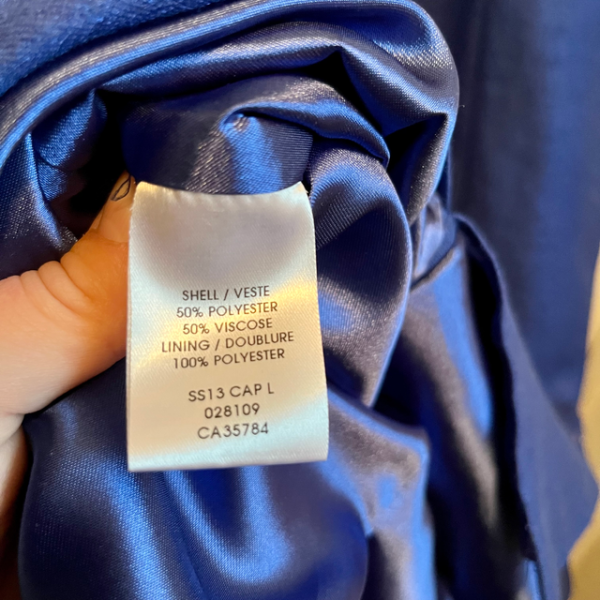 SHELL / VESTE
50% POLYESTER
50% VISCOSE
LINING / DOUBLURE
100% POLYESTER
SS13 CAP L
028109
CA35784